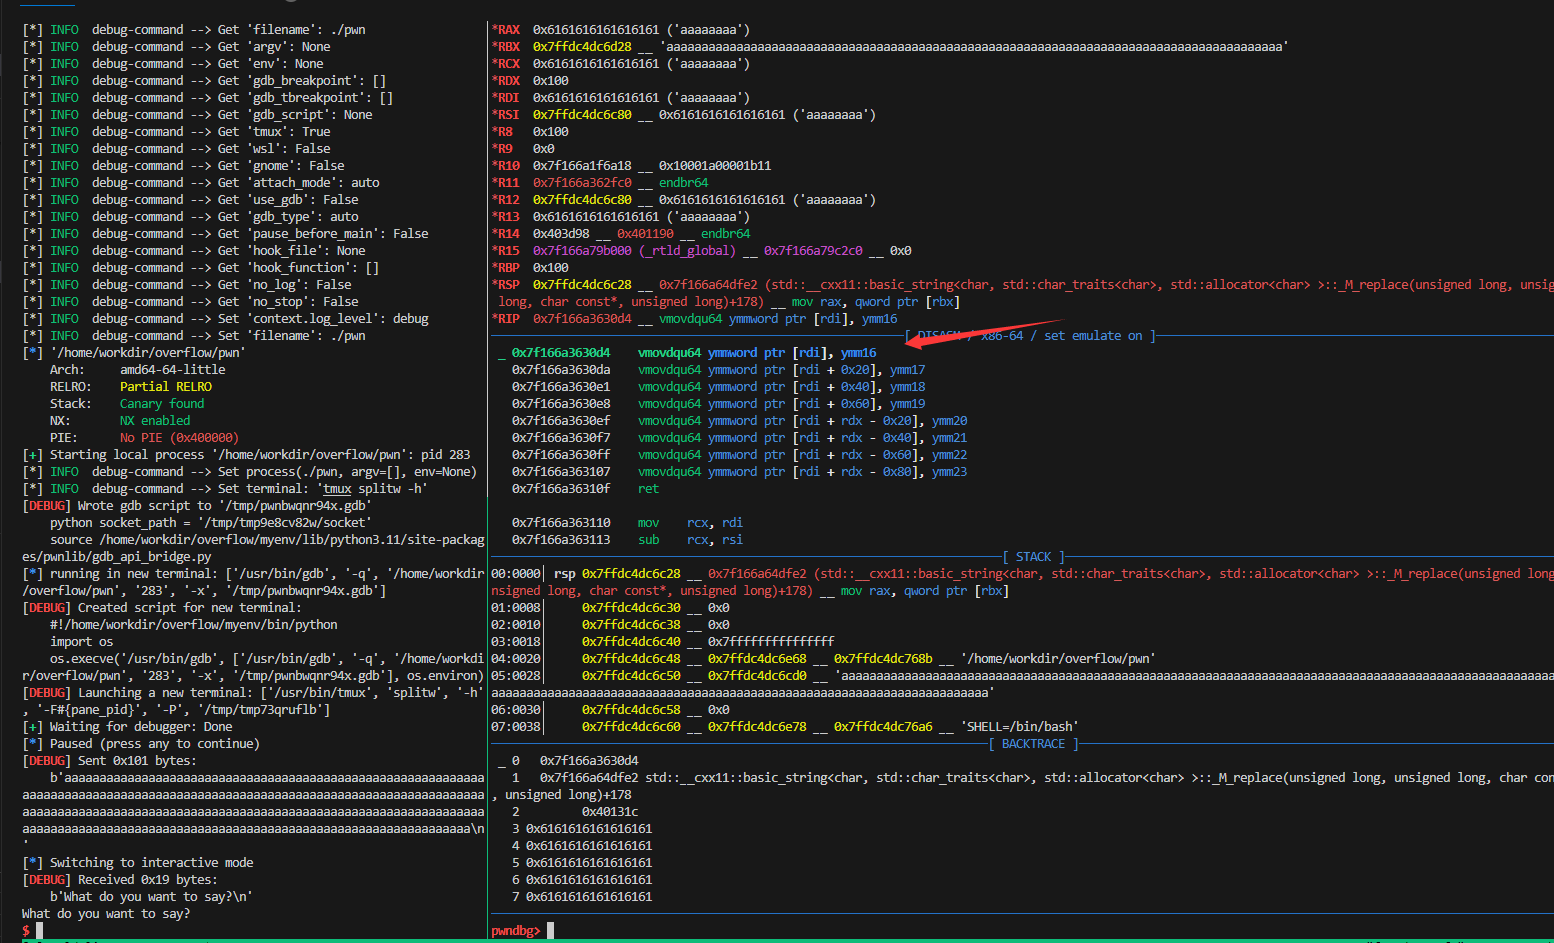 [*] INFO  debug-command --> Get 'filename': ./pwn
[*] INFO  debug-command --> Get 'argv': None
[*] INFO  debug-command --> Get 'env': None
[*] INFO  debug-command --> Get 'gdb_breakpoint': []
[*] INFO  debug-command --> Get 'gdb_tbreakpoint': []
[*] INFO  debug-command --> Get 'gdb_script': None
[*] INFO  debug-command --> Get 'tmux': True
[*] INFO  debug-command --> Get 'wsl': False
[*] INFO  debug-command --> Get 'gnome': False
[*] INFO  debug-command --> Get 'attach_mode': auto
[*] INFO  debug-command --> Get 'use_gdb': False
[*] INFO  debug-command --> Get 'gdb_type': auto
[*] INFO  debug-command --> Get 'pause_before_main': False
[*] INFO  debug-command --> Get 'hook_file': None
[*] INFO  debug-command --> Get 'hook_function': []
[*] INFO  debug-command --> Get 'no_log': False
[*] INFO  debug-command --> Get 'no_stop': False
[*] INFO  debug-command --> Set 'context.log_level': debug
[*] INFO  debug-command --> Set 'filename': ./pwn
[*] '/home/workdir/overflow/pwn'
Arch:     amd64-64-little
RELRO:    Partial RELRO
Stack:    Canary found
NX:       NX enabled
PIE:      No PIE (0x400000)
[+] Starting local process '/home/workdir/overflow/pwn': pid 283
[*] INFO  debug-command --> Set process(./pwn, argv=[], env=None)
[*] INFO  debug-command --> Set terminal: 'tmux splitw -h'
[DEBUG] Wrote gdb script to '/tmp/pwnbwqnr94x.gdb'
python socket_path = '/tmp/tmp9e8cv82w/socket'
source /home/workdir/overflow/myenv/lib/python3.11/site-packag
es/pwnlib/gdb_api_bridge.py
[*] running in new terminal: ['/usr/bin/gdb', '-q', '/home/workdir
/overflow/pwn', '283', '-x', '/tmp/pwnbwqnr94x.gdb']
[DEBUG] Created script for new terminal:
#!/home/workdir/overflow/myenv/bin/python
import os
os.execve('/usr/bin/gdb', ['/usr/bin/gdb', '-q', '/home/workdi
r/overflow/pwn', '283', '-x', '/tmp/pwnbwqnr94x.gdb'], os.environ)
[DEBUG] Launching a new terminal: ['/usr/bin/tmux', 'splitw', '-h'
, '-F#{pane_pid}', '-P', '/tmp/tmp73qruflb']
[+] Waiting for debugger: Done
[*] Paused (press any to continue)
[DEBUG] Sent 0x101 bytes:
b'aaaaaaaaaaaaaaaaaaaaaaaaaaaaaaaaaaaaaaaaaaaaaaaaaaaaaaaaaaaa
aaaaaaaaaaaaaaaaaaaaaaaaaaaaaaaaaaaaaaaaaaaaaaaaaaaaaaaaaaaaaaaaaa
aaaaaaaaaaaaaaaaaaaaaaaaaaaaaaaaaaaaaaaaaaaaaaaaaaaaaaaaaaaaaaaaaa
aaaaaaaaaaaaaaaaaaaaaaaaaaaaaaaaaaaaaaaaaaaaaaaaaaaaaaaaaaaaaaaa\n
'
[*] Switching to interactive mode
[DEBUG] Received 0x19 bytes:
b'What do you want to say?\n'
What do you want to say?
$
*RAX  0x6161616161616161 ('aaaaaaaa')
*RBX  0x7ffdc4dc6d28 __ 'aaaaaaaaaaaaaaaaaaaaaaaaaaaaaaaaaaaaaaaaaaaaaaaaaaaaaaaaaaaaaaaaaaaaaaaaaaaaaaaaaaaaaaaa'
*RCX  0x6161616161616161 ('aaaaaaaa')
*RDX  0x100
*RDI  0x6161616161616161 ('aaaaaaaa')
*RSI  0x7ffdc4dc6c80 __ 0x6161616161616161 ('aaaaaaaa')
*R8   0x100
*R9   0x0
*R10  0x7f166a1f6a18 __ 0x10001a00001b11
*R11  0x7f166a362fc0 __ endbr64
*R12  0x7ffdc4dc6c80 __ 0x6161616161616161 ('aaaaaaaa')
*R13  0x6161616161616161 ('aaaaaaaa')
*R14  0x403d98 __ 0x401190 __ endbr64
*R15  0x7f166a79b000 (_rtld_global) __ 0x7f166a79c2c0 __ 0x0
*RBP  0x100
*RSP  0x7ffdc4dc6c28 __ 0x7f166a64dfe2 (std::__cxx11::basic_string<char, std::char_traits<char>, std::allocator<char> >::_M_replace(unsigned long, unsig
long, char const*, unsigned long)+178) __ mov rax, qword ptr [rbx]
*RIP  0x7f166a3630d4 __ vmovdqu64 ymmword ptr [rdi], ymm16
[ DISASM / x86-64 / set emulate on ]
_ 0x7f166a3630d4    vmovdqu64 ymmword ptr [rdi], ymm16
0x7f166a3630da    vmovdqu64 ymmword ptr [rdi + 0x20], ymm17
0x7f166a3630e1    vmovdqu64 ymmword ptr [rdi + 0x40], ymm18
0x7f166a3630e8    vmovdqu64 ymmword ptr [rdi + 0x60], ymm19
0x7f166a3630ef    vmovdqu64 ymmword ptr [rdi + rdx - 0x20], ymm20
0x7f166a3630f7    vmovdqu64 ymmword ptr [rdi + rdx - 0x40], ymm21
0x7f166a3630ff    vmovdqu64 ymmword ptr [rdi + rdx - 0x60], ymm22
0x7f166a363107    vmovdqu64 ymmword ptr [rdi + rdx - 0x80], ymm23
0x7f166a36310f    ret
0x7f166a363110    mov    rcx, rdi
0x7f166a363113    sub    rcx, rsi
[ STACK ]
00:0000│ rsp 0x7ffdc4dc6c28 __ 0x7f166a64dfe2 (std::__cxx11::basic_string<char, std::char_traits<char>, std::allocator<char> >::_M_replace(unsigned long
nsigned long, char const*, unsigned long)+178) __ mov rax, qword ptr [rbx]
01:0008│     0x7ffdc4dc6c30 __ 0x0
02:0010│     0x7ffdc4dc6c38 __ 0x0
03:0018│     0x7ffdc4dc6c40 __ 0x7fffffffffffffff
04:0020│     0x7ffdc4dc6c48 __ 0x7ffdc4dc6e68 __ 0x7ffdc4dc768b __ '/home/workdir/overflow/pwn'
05:0028│     0x7ffdc4dc6c50 __ 0x7ffdc4dc6cd0 __ 'aaaaaaaaaaaaaaaaaaaaaaaaaaaaaaaaaaaaaaaaaaaaaaaaaaaaaaaaaaaaaaaaaaaaaaaaaaaaaaaaaaaaaaaaaaaaaaaaaaaaaa
aaaaaaaaaaaaaaaaaaaaaaaaaaaaaaaaaaaaaaaaaaaaaaaaaaaaaaaaaaaaaaaaaaaaaaa'
06:0030│     0x7ffdc4dc6c58 __ 0x0
07:0038│     0x7ffdc4dc6c60 __ 0x7ffdc4dc6e78 __ 0x7ffdc4dc76a6 __ 'SHELL=/bin/bash'
[ BACKTRACE ]
_ 0   0x7f166a3630d4
1   0x7f166a64dfe2 std::__cxx11::basic_string<char, std::char_traits<char>, std::allocator<char> >::_M_replace(unsigned long, unsigned long, char con
, unsigned long)+178
2         0x40131c
3 0x6161616161616161
4 0x6161616161616161
5 0x6161616161616161
6 0x6161616161616161
7 0x6161616161616161
pwndbg>